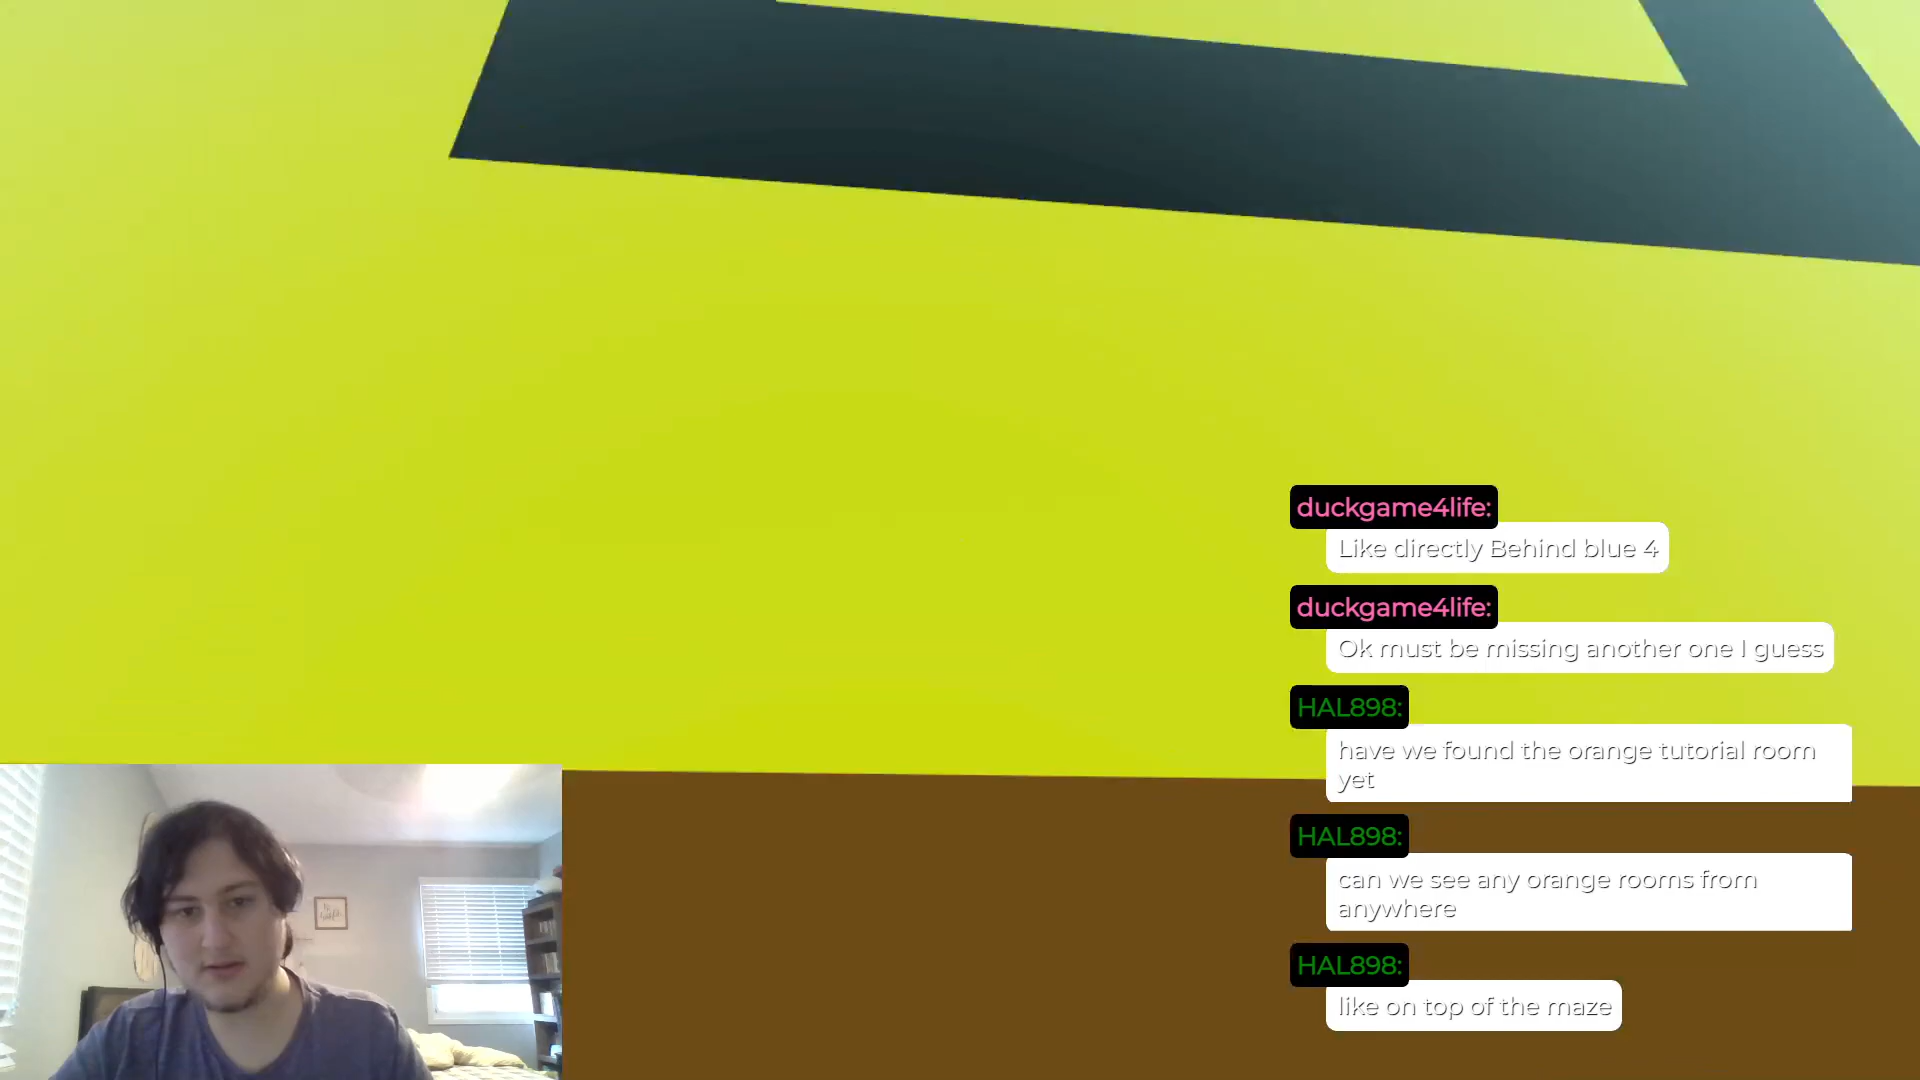 duckgame4life:
Like directly Behind blue 4
duckgame4life:
Ok must be missing another one I guess
HAL898:
have we found the orange tutorial room
yet
HAL898:
can we see any orange rooms from
anywhere
HAL898:
like on top of the maze